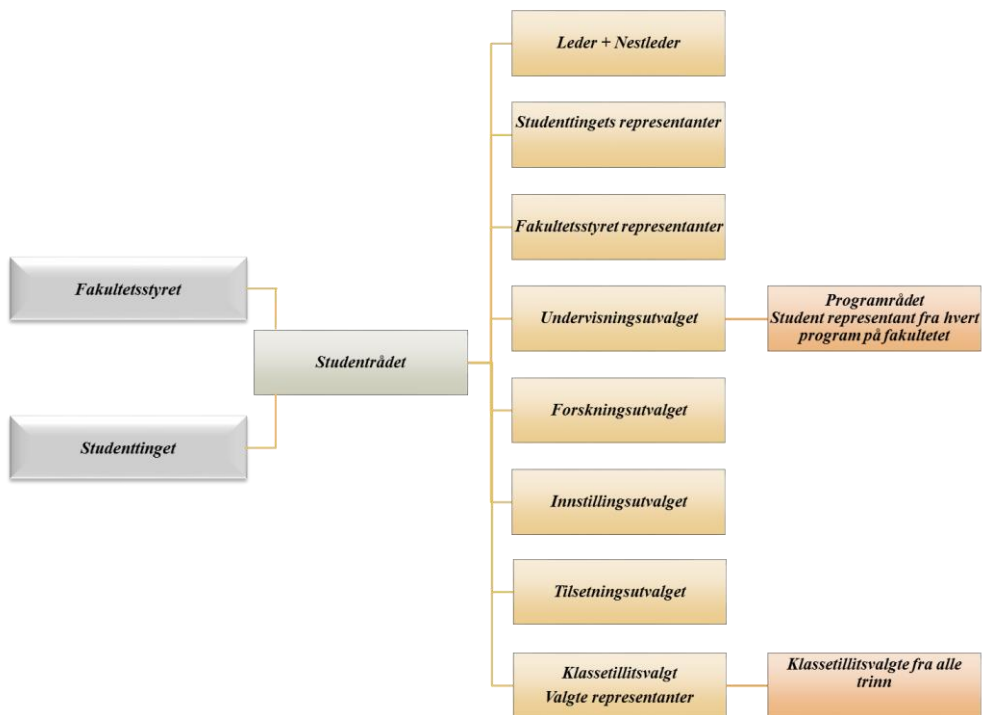 Fakultetsstyret
Studenttinget
Studentrådet
Leder + Nestleder
Studenttingets representanter
Fakultetsstyret representanter
Undervisningsutvalget
Programrådet
Student representant fra hvert
program på fakultetet
Forskningsutvalget
Innstillingsutvalget
Tilsetningsutvalget
Klassetillitsvalgt
Valgte representanter
Klassetillitsvalgte fra alle
trinn